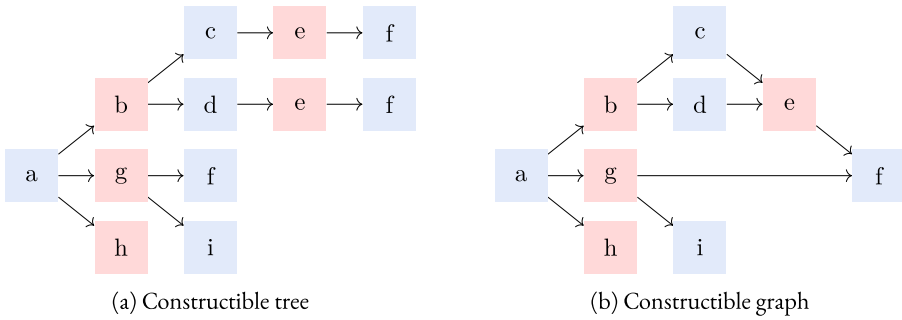 c e f c
b d e f b d e
a g f a g f
h i h i
(a) Constructible tree (b) Constructible graph